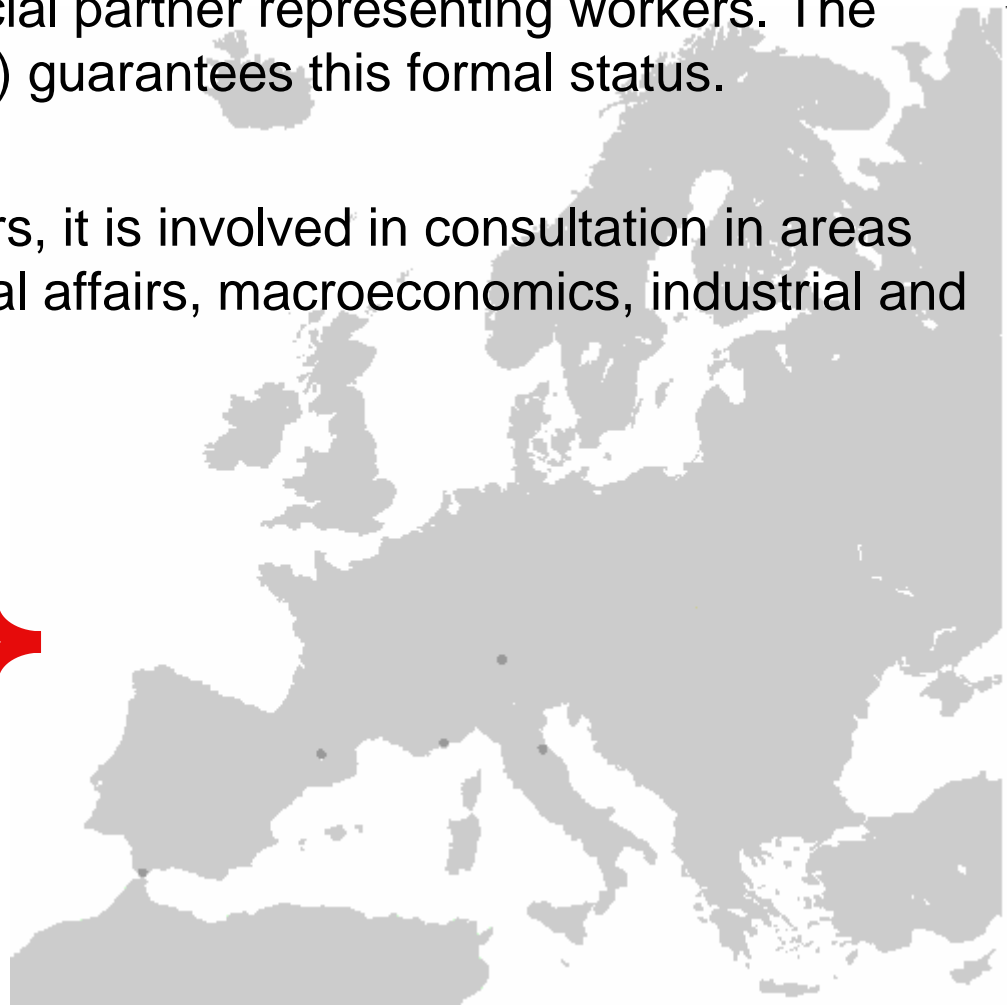 cial partner representing workers. The
) guarantees this formal status.
rs, it is involved in consultation in areas
al affairs, macroeconomics, industrial and